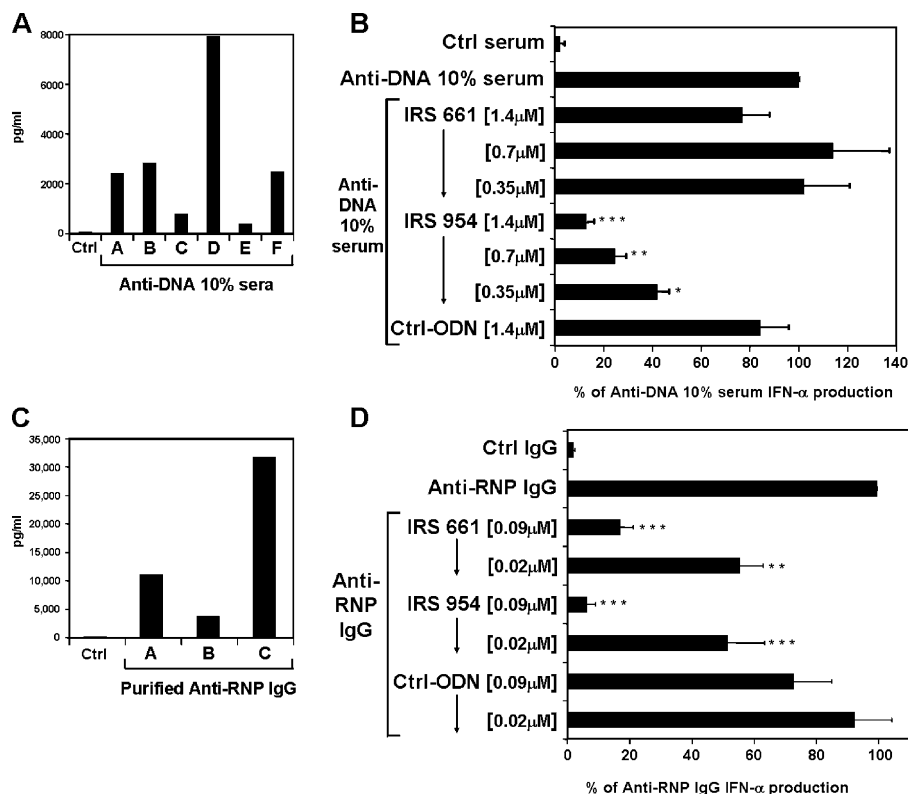 A
8000
6000
4000
2000
0
pg/ml
Ctrl
A B C D E F
Anti-DNA 10% sera
B
Ctrl serum
Anti-DNA 10% serum
Anti-
DNA
10%
serum
IRS 661 [1.4μM]
[0.7μM]
[0.35μM]
IRS 954 [1.4μM] ***
[0.7μM] **
[0.35μM] *
Ctrl-ODN [1.4μM]
0 20 40 60 80 100 120 140
% of Anti-DNA 10% serum IFN-α production
C
35,000
30,000
25,000
20,000
15,000
10,000
5,000
0
pg/ml
Ctrl
A B C
Purified Anti-RNP IgG
D
Ctrl IgG
Anti-RNP IgG
Anti-
RNP
IgG
IRS 661 [0.09μM] ***
[0.02μM] **
IRS 954 [0.09μM] ***
[0.02μM] ***
Ctrl-ODN [0.09μM]
[0.02μM]
0 20 40 60 80 100
% of Anti-RNP IgG IFN-α production